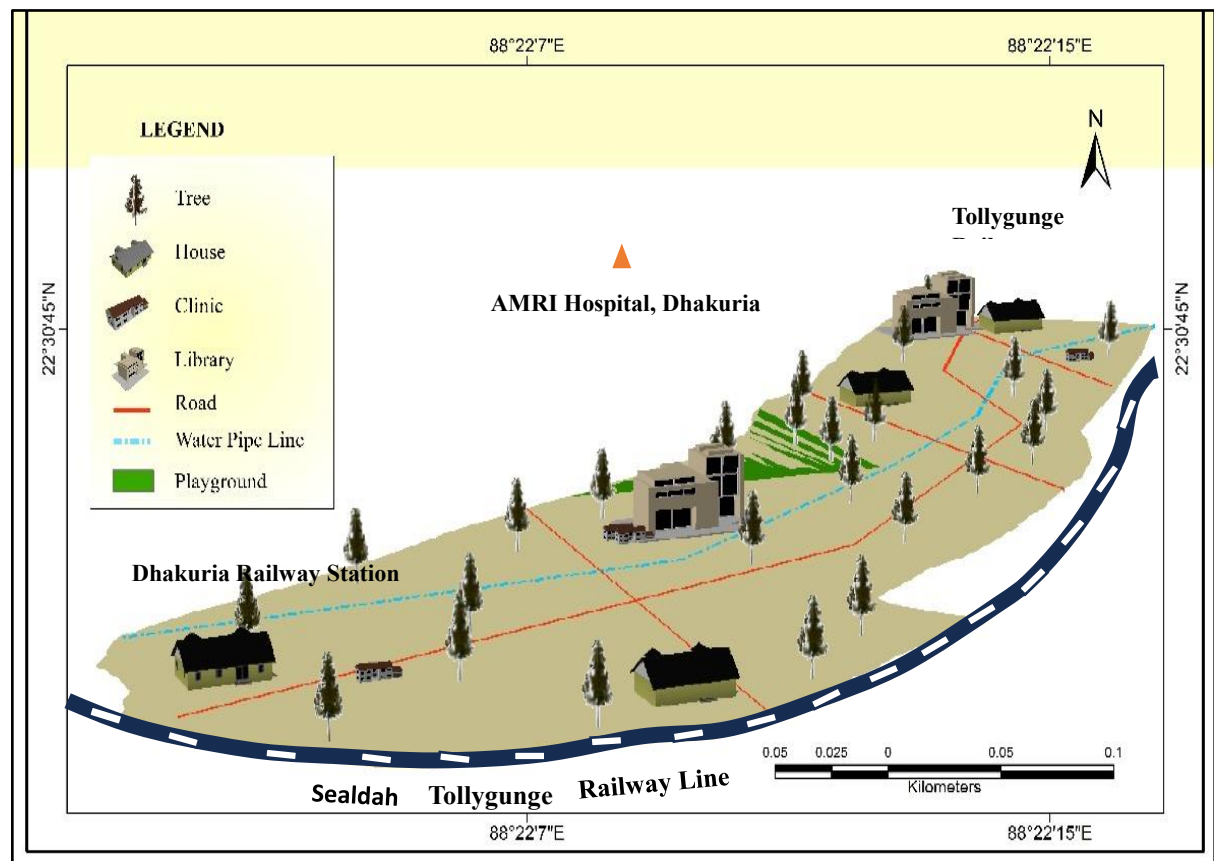 88°22'7"E
88°22'15"E
LEGEND
N
Tree
House
Clinic
Library
Road
Water Pipe Line
Playground
Tollygunge
AMRI Hospital, Dhakuria
22°30'45"N
22°30'45"N
Dhakuria Railway Station
Sealdah Tollygunge Railway Line
0.05 0.025 0 0.05 0.1
Kilometers
88°22'7"E
88°22'15"E